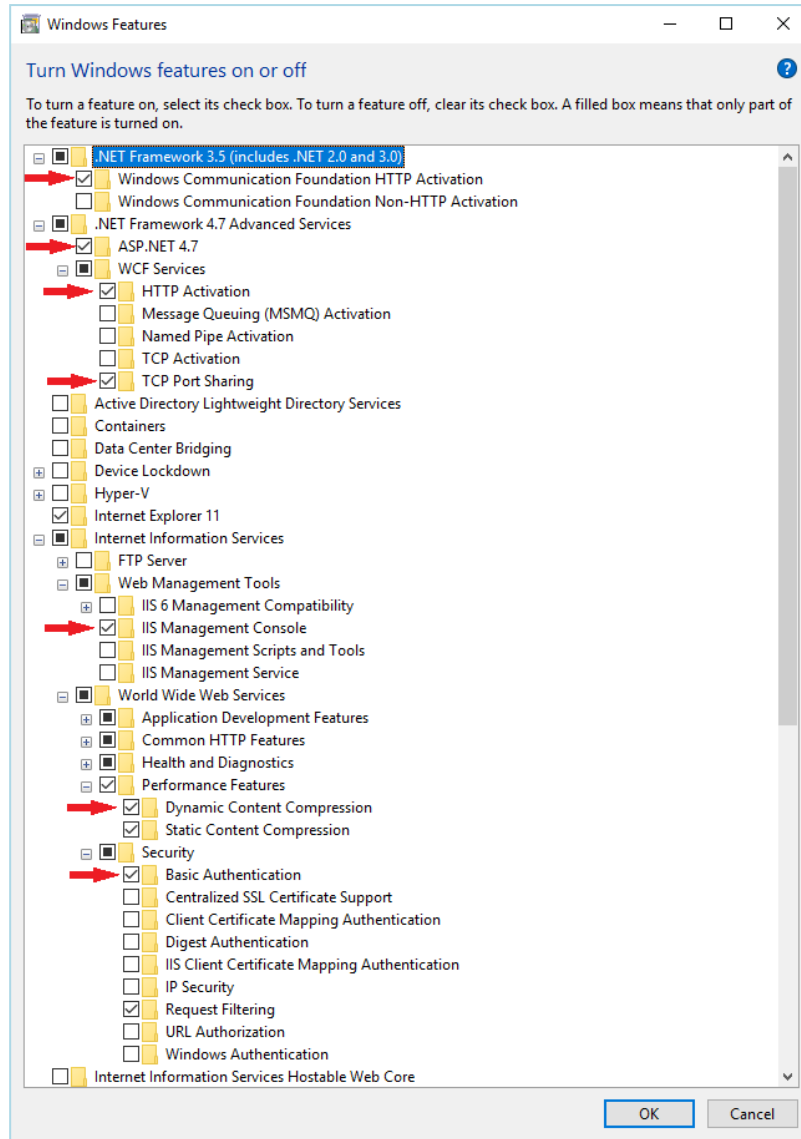 Windows Features
Turn Windows features on or off
To turn a feature on, select its check box. To turn a feature off, clear its check box. A filled box means that only part of
the feature is turned on.
.NET Framework 3.5 (includes .NET 2.0 and 3.0)
Windows Communication Foundation HTTP Activation
Windows Communication Foundation Non-HTTP Activation
.NET Framework 4.7 Advanced Services
ASP.NET 4.7
WCF Services
HTTP Activation
Message Queuing (MSMQ) Activation
Named Pipe Activation
TCP Activation
TCP Port Sharing
Active Directory Lightweight Directory Services
Containers
Data Center Bridging
Device Lockdown
Hyper-V
Internet Explorer 11
Internet Information Services
FTP Server
Web Management Tools
IIS 6 Management Compatibility
IIS Management Console
IIS Management Scripts and Tools
IIS Management Service
World Wide Web Services
Application Development Features
Common HTTP Features
Health and Diagnostics
Performance Features
Dynamic Content Compression
Static Content Compression
Security
Basic Authentication
Centralized SSL Certificate Support
Client Certificate Mapping Authentication
Digest Authentication
IIS Client Certificate Mapping Authentication
IP Security
Request Filtering
URL Authorization
Windows Authentication
Internet Information Services Hostable Web Core
OK
Cancel